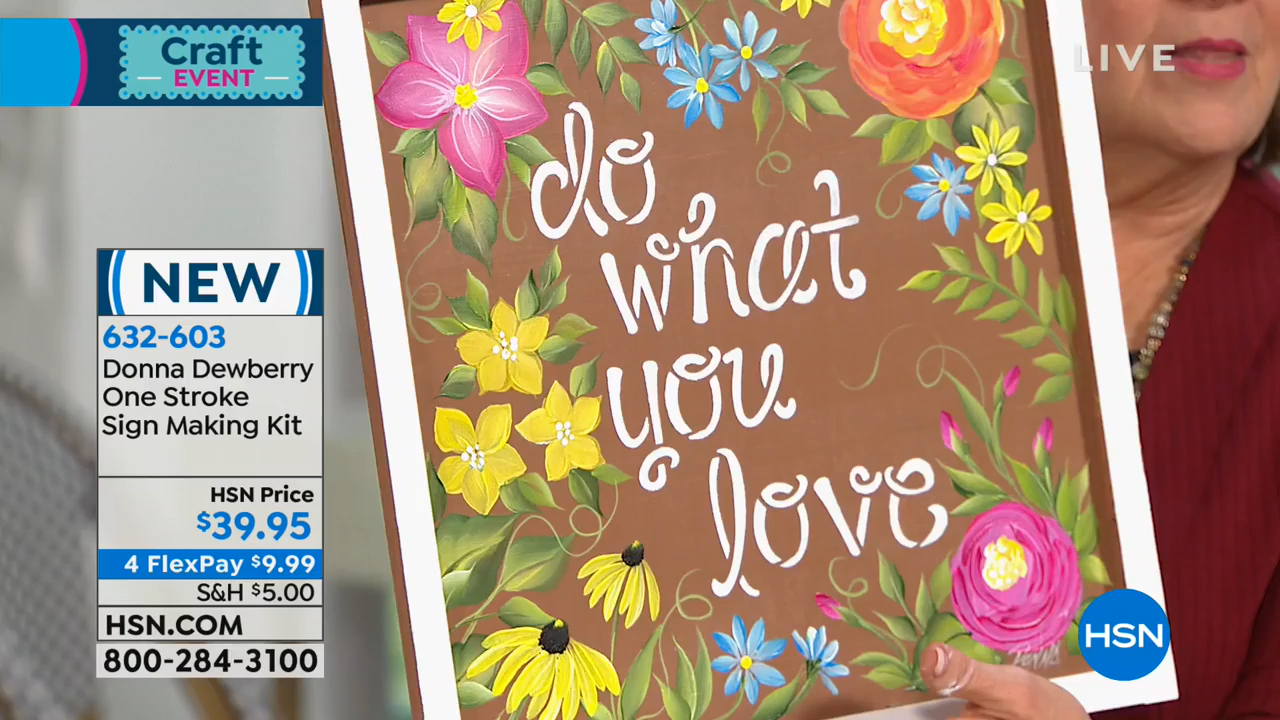 Craft
EVENT
LIVE
NEW
632-603
Donna Dewberry
One Stroke
Sign Making Kit
HSN Price
$39.95
4 FlexPay $9.99
S&H $5.00
HSN.COM
800-284-3100
do
what
you
love
HSN